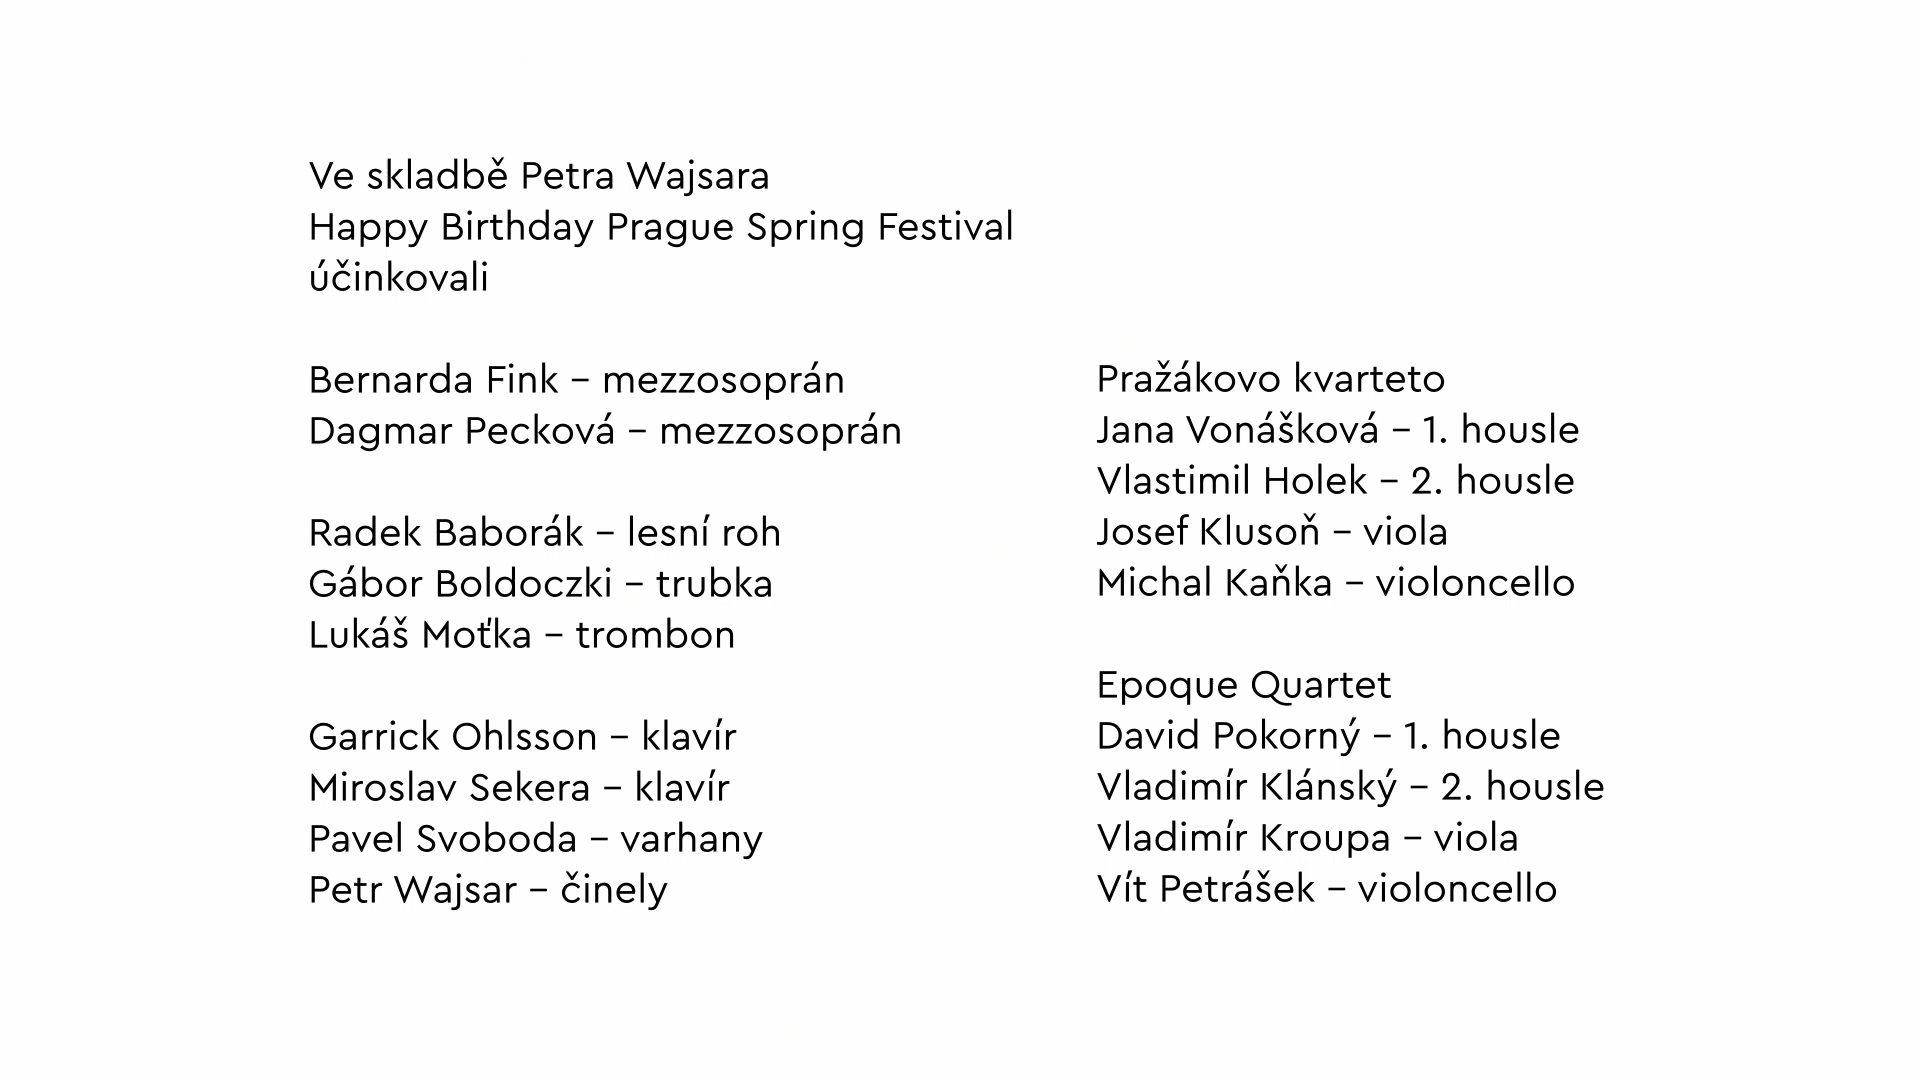 Ve skladbě Petra Wajsara
Happy Birthday Prague Spring Festival
účinkovali
Bernarda Fink – mezzosoprán
Dagmar Pecková – mezzosoprán
Radek Baborák – lesní roh
Gábor Boldoczki – trubka
Lukáš Moťka – trombon
Garrick Ohlsson – klavír
Miroslav Sekera – klavír
Pavel Svoboda – varhany
Petr Wajsar – činely
Pražákovo kvarteto
Jana Vonášková – 1. housle
Vlastimil Holek – 2. housle
Josef Klusoň – viola
Michal Kaňka – violoncello
Epoque Quartet
David Pokorný – 1. housle
Vladimír Klánský – 2. housle
Vladimír Kroupa – viola
Vít Petrášek – violoncello